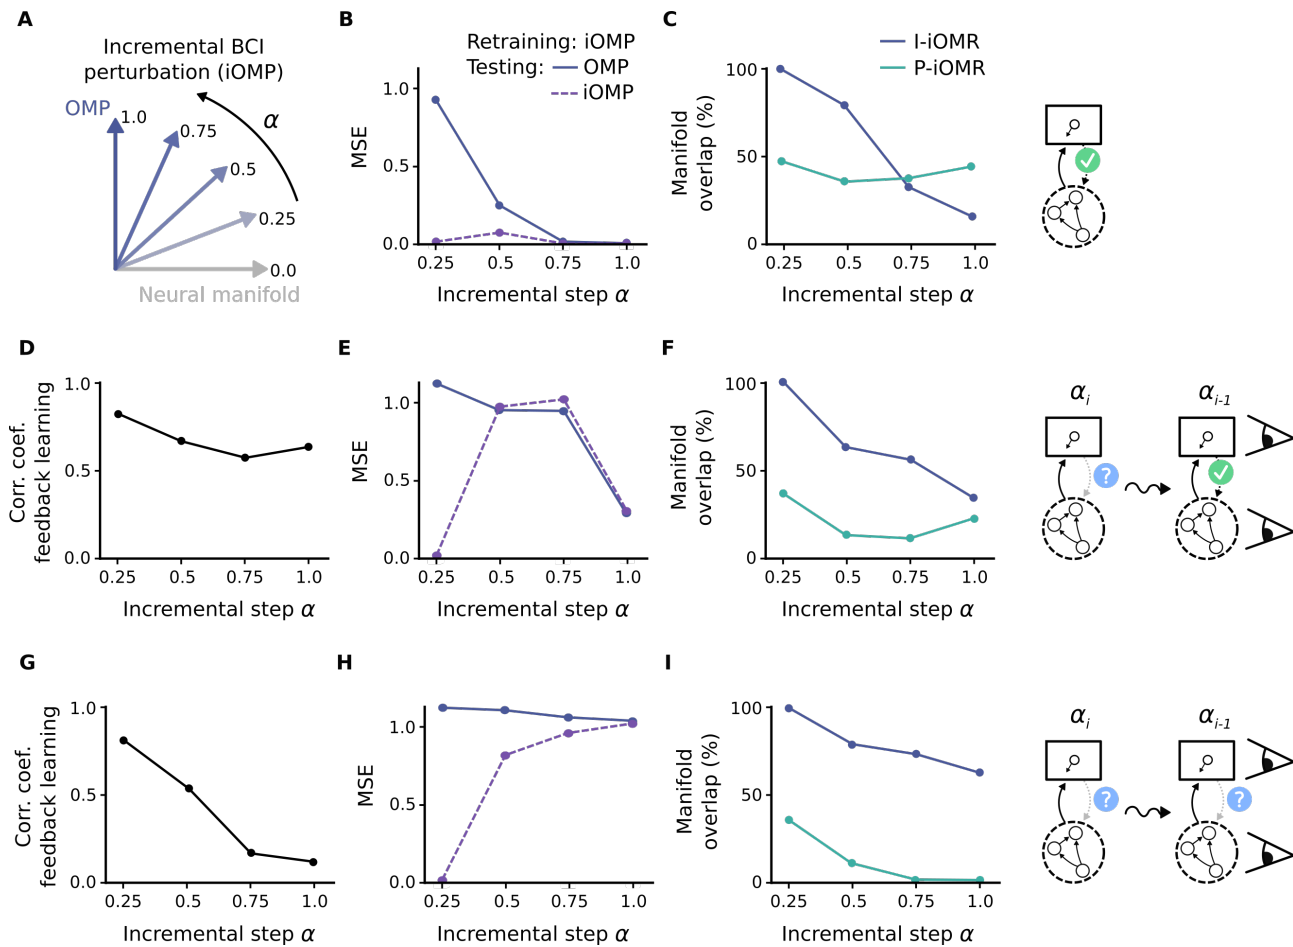 A
Incremental BCI
perturbation (iOMP)
OMP
1.0
0.75
0.5
0.25
0.0
α
Neural manifold
B
Retraining: iOMP
Testing: OMP
iOMP
MSE
1.0
0.5
0.0
0.25 0.5 0.75 1.0
Incremental step α
C
I-iOMR
P-iOMR
Manifold
overlap (%)
100
50
0
0.25 0.5 0.75 1.0
Incremental step α
D
Corr. coef.
feedback learning
1.0
0.5
0.0
0.25 0.5 0.75 1.0
Incremental step α
E
MSE
1.0
0.5
0.0
0.25 0.5 0.75 1.0
Incremental step α
F
Manifold
overlap (%)
100
50
0
0.25 0.5 0.75 1.0
Incremental step α
αi αi-1
?
G
Corr. coef.
feedback learning
1.0
0.5
0.0
0.25 0.5 0.75 1.0
Incremental step α
H
MSE
1.0
0.5
0.0
0.25 0.5 0.75 1.0
Incremental step α
I
Manifold
overlap (%)
100
50
0
0.25 0.5 0.75 1.0
Incremental step α
αi αi-1
? ?